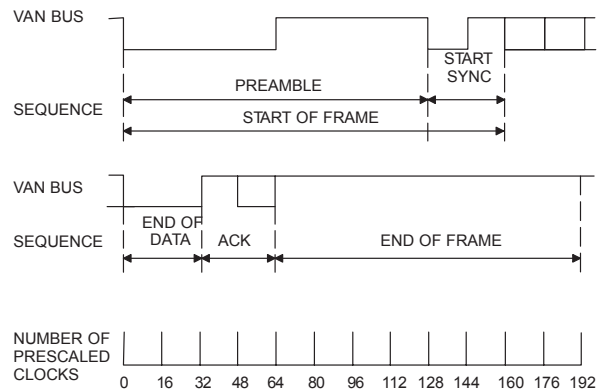 VAN BUS
START
SYNC
PREAMBLE
SEQUENCE
START OF FRAME
VAN BUS
END OF
DATA
ACK
END OF FRAME
SEQUENCE
NUMBER OF
PRESCALED
CLOCKS
0 16 32 48 64 80 96 112 128 144 160 176 192